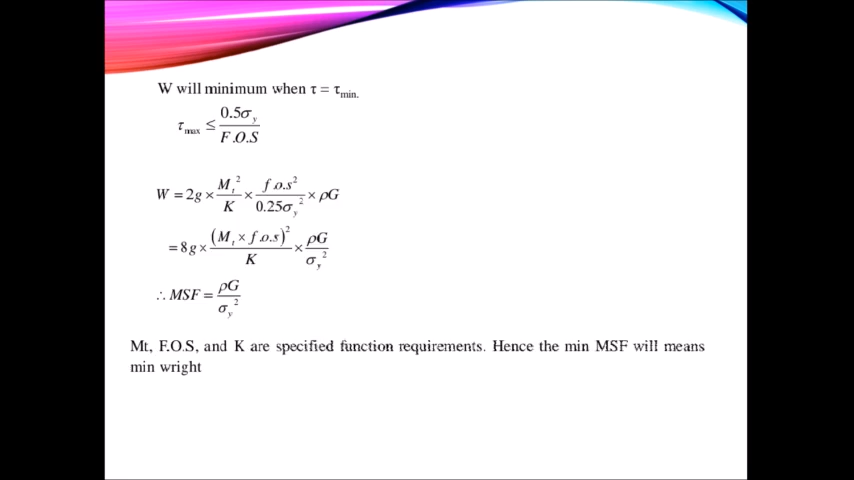 W will minimum when τ = τmin.
τmax ≤ 0.5σy / F.O.S
W = 2g × Mt² / K × f.o.s² / 0.25σy² × ρG
= 8g × (Mt × f.o.s)² / K × ρG / σy²
∴ MSF = ρG / σy²
Mt, F.O.S, and K are specified function requirements. Hence the min MSF will means
min wright